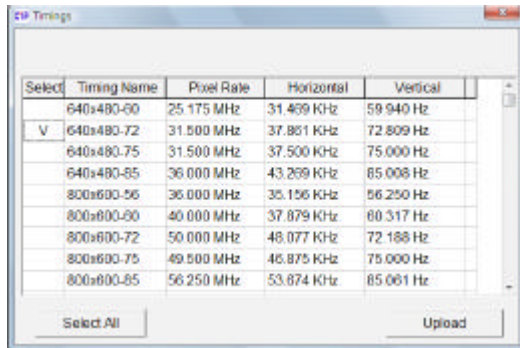 Timings
Select Timing Name Pixel Rate Horizontal Vertical
640x480-60 25.175 MHz 31.469 KHz 59.940 Hz
V 640x480-72 31.500 MHz 37.861 KHz 72.809 Hz
640x480-75 31.500 MHz 37.500 KHz 75.000 Hz
640x480-85 36.000 MHz 43.269 KHz 85.008 Hz
800x600-56 36.000 MHz 35.156 KHz 56.250 Hz
800x600-60 40.000 MHz 37.879 KHz 60.317 Hz
800x600-72 50.000 MHz 48.077 KHz 72.188 Hz
800x600-75 49.500 MHz 46.875 KHz 75.000 Hz
800x600-85 56.250 MHz 53.674 KHz 85.061 Hz
Select All Upload